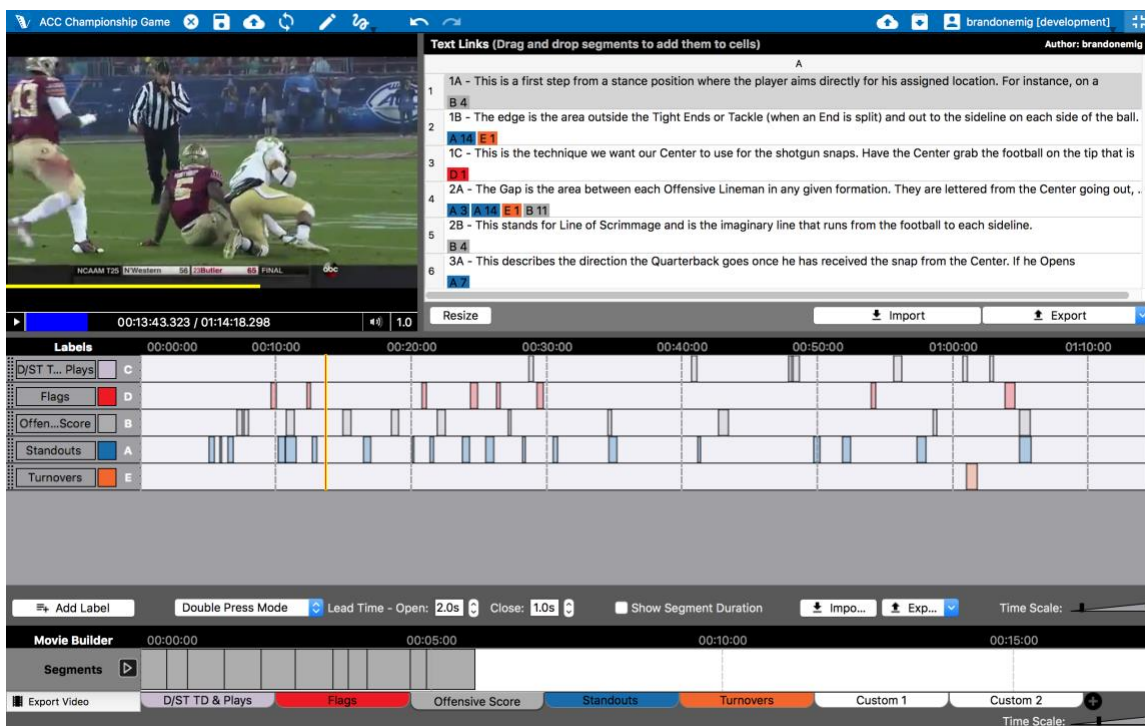 ACC Championship Game
brandonemig [development]
Text Links (Drag and drop segments to add them to cells)
Author: brandonemig
A
1
1A - This is a first step from a stance position where the player aims directly for his assigned location. For instance, on a
B 4
2
1B - The edge is the area outside the Tight Ends or Tackle (when an End is split) and out to the sideline on each side of the ball.
A 14 E 1
3
1C - This is the technique we want our Center to use for the shotgun snaps. Have the Center grab the football on the tip that is
D 1
4
2A - The Gap is the area between each Offensive Lineman in any given formation. They are lettered from the Center going out, ..
A 3 A 14 E 1 B 11
5
2B - This stands for Line of Scrimmage and is the imaginary line that runs from the football to each sideline.
B 4
6
3A - This describes the direction the Quarterback goes once he has received the snap from the Center. If he Opens
A 7
5
NCAAM T25 N'Western 56 23Butler 65 FINAL abc
00:13:43.323 / 01:14:18.298 1.0
Resize Import Export
Labels 00:00:00 00:10:00 00:20:00 00:30:00 00:40:00 00:50:00 01:00:00 01:10:00
D/ST T... Plays C
Flags D
Offen...Score B
Standouts A
Turnovers E
Add Label Double Press Mode Lead Time - Open: 2.0s Close: 1.0s Show Segment Duration Impo... Exp... Time Scale:
Movie Builder 00:00:00 00:05:00 00:10:00 00:15:00
Segments
Export Video D/ST TD & Plays Flags Offensive Score Standouts Turnovers Custom 1 Custom 2
Time Scale: